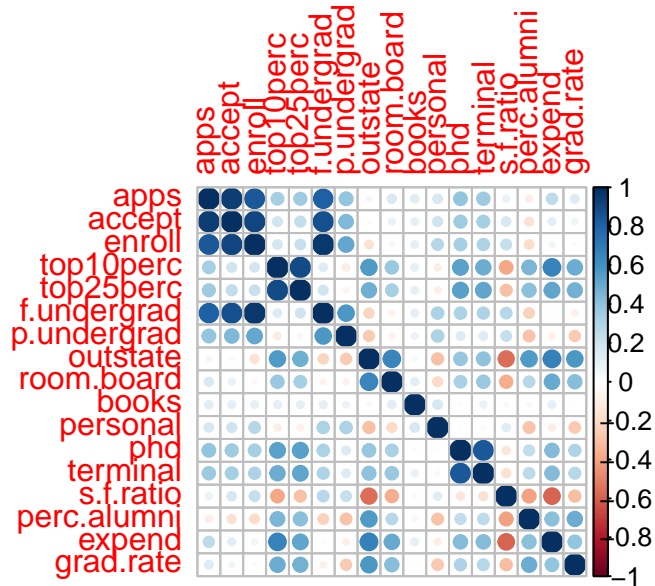 apps
accept
enroll
top10perc
top25perc
f.undergrad
p.undergrad
outstate
room.board
books
personal
phd
terminal
s.f.ratio
perc.alumni
expend
grad.rate
apps
accept
enroll
top10perc
top25perc
f.undergrad
p.undergrad
outstate
room.board
books
personal
phd
terminal
s.f.ratio
perc.alumni
expend
grad.rate
1
0.8
0.6
0.4
0.2
0
−0.2
−0.4
−0.6
−0.8
−1